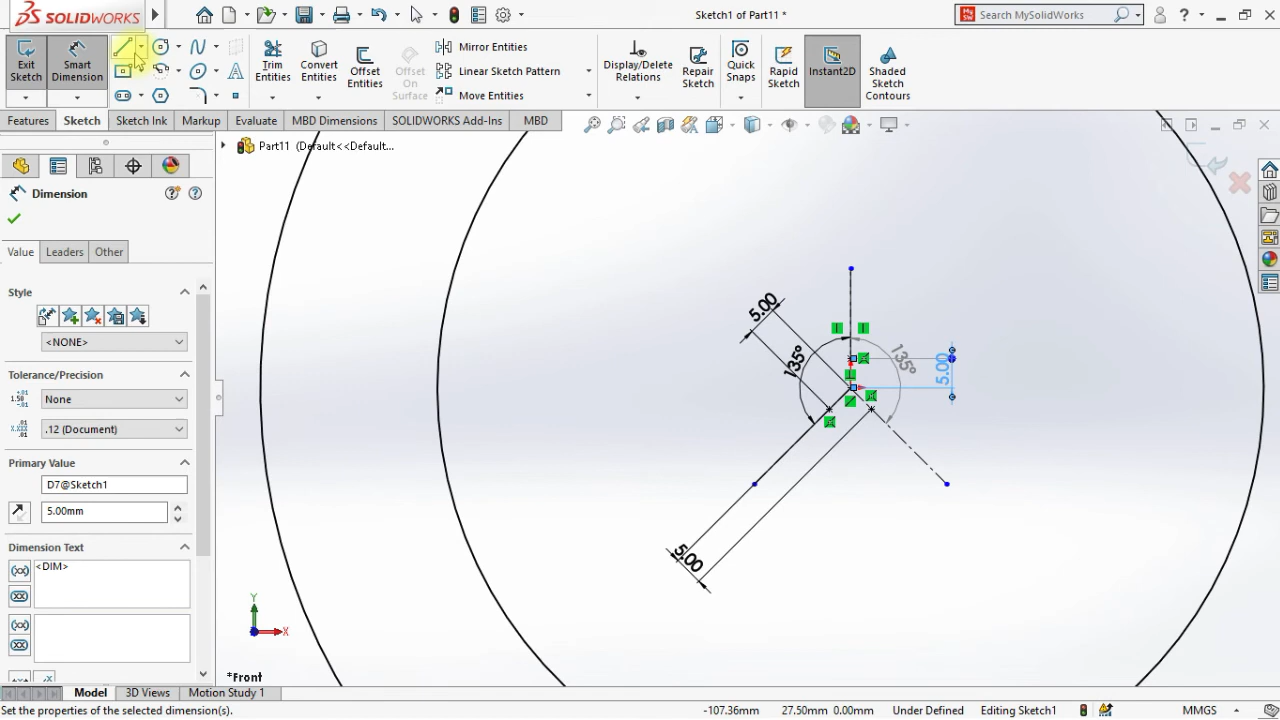 SOLIDWORKS
Sketch1 of Part11 *
Search MySolidWorks
?
Exit Sketch
Smart Dimension
Trim Entities
Convert Entities
Offset Entities
Offset On Surface
Mirror Entities
Linear Sketch Pattern
Move Entities
Display/Delete Relations
Repair Sketch
Quick Snaps
Rapid Sketch
Instant2D
Shaded Sketch Contours
Features
Sketch
Sketch Ink
Markup
Evaluate
MBD Dimensions
SOLIDWORKS Add-Ins
MBD
Part11 (Default<<Default...
Dimension
Value
Leaders
Other
Style
<NONE>
Tolerance/Precision
None
.12 (Document)
Primary Value
D7@Sketch1
5.00mm
Dimension Text
<DIM>
5.00
135°
135°
5.00
5.00
Y
X
*Front
Model
3D Views
Motion Study 1
Set the properties of the selected dimension(s).
-107.36mm
27.50mm 0.00mm
Under Defined
Editing Sketch1
MMGS